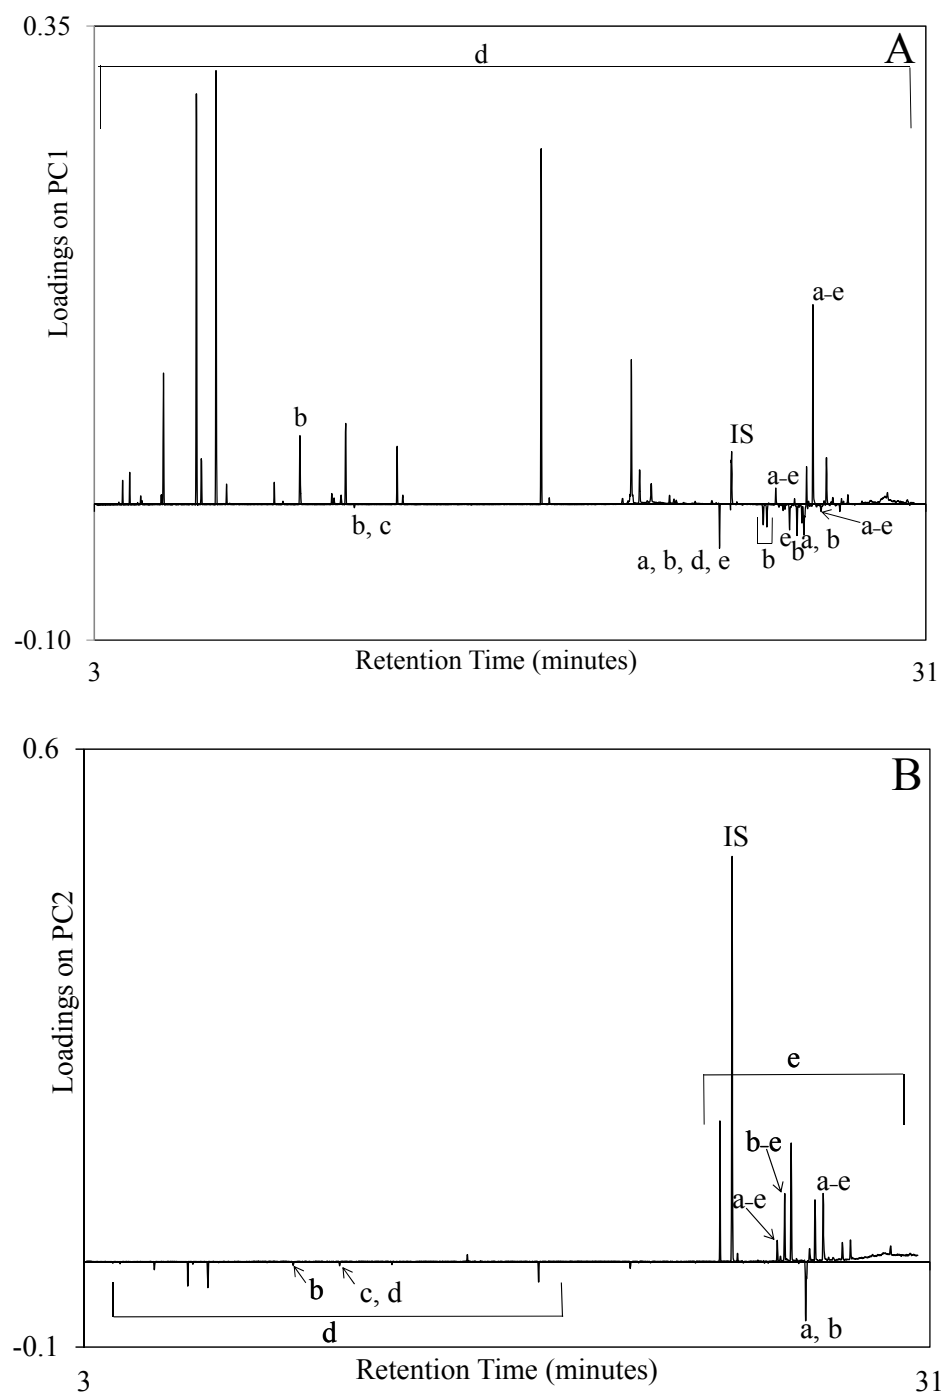 0.35
A
d
Loadings on PC1
a-e
b
IS
a-e
b, c
a-e
e
a, b
b
a, b, d, e
b
-0.10
3
Retention Time (minutes)
31
0.6
B
IS
Loadings on PC2
e
b-e
a-e
a-e
b
c, d
d
a, b
-0.1
3
Retention Time (minutes)
31